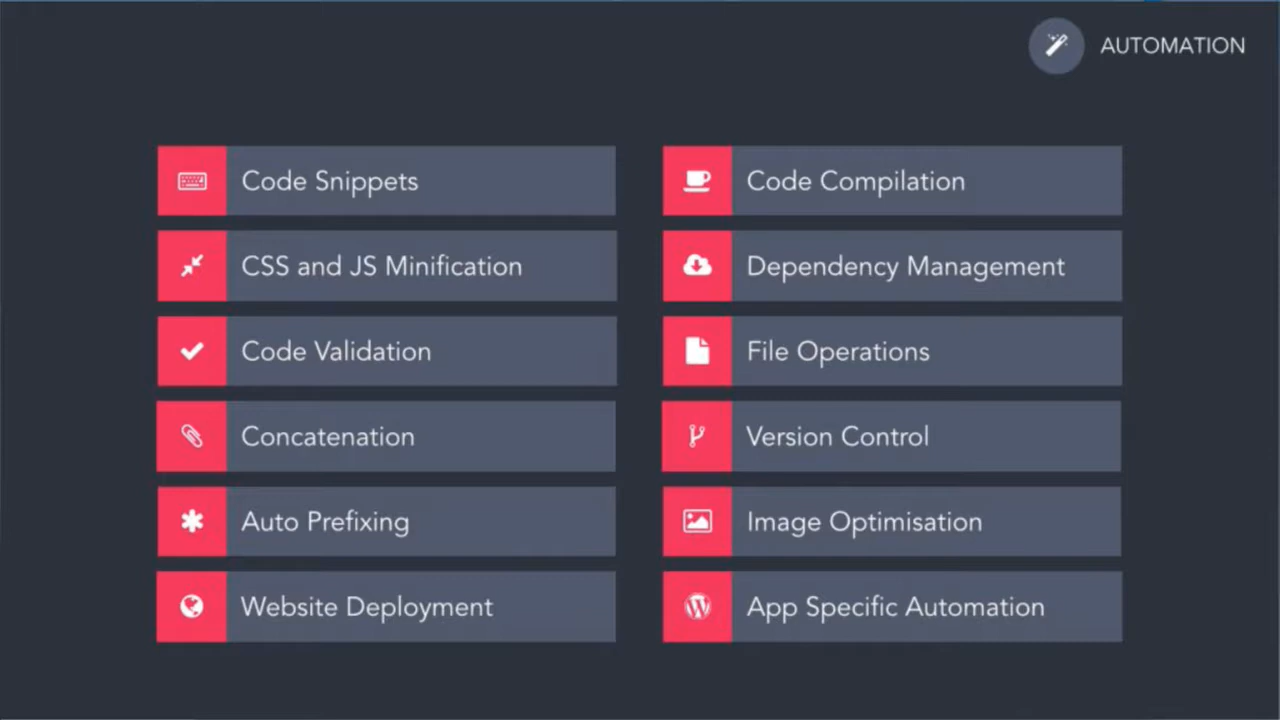 AUTOMATION
Code Snippets
CSS and JS Minification
Code Validation
Concatenation
Auto Prefixing
Website Deployment
Code Compilation
Dependency Management
File Operations
Version Control
Image Optimisation
App Specific Automation